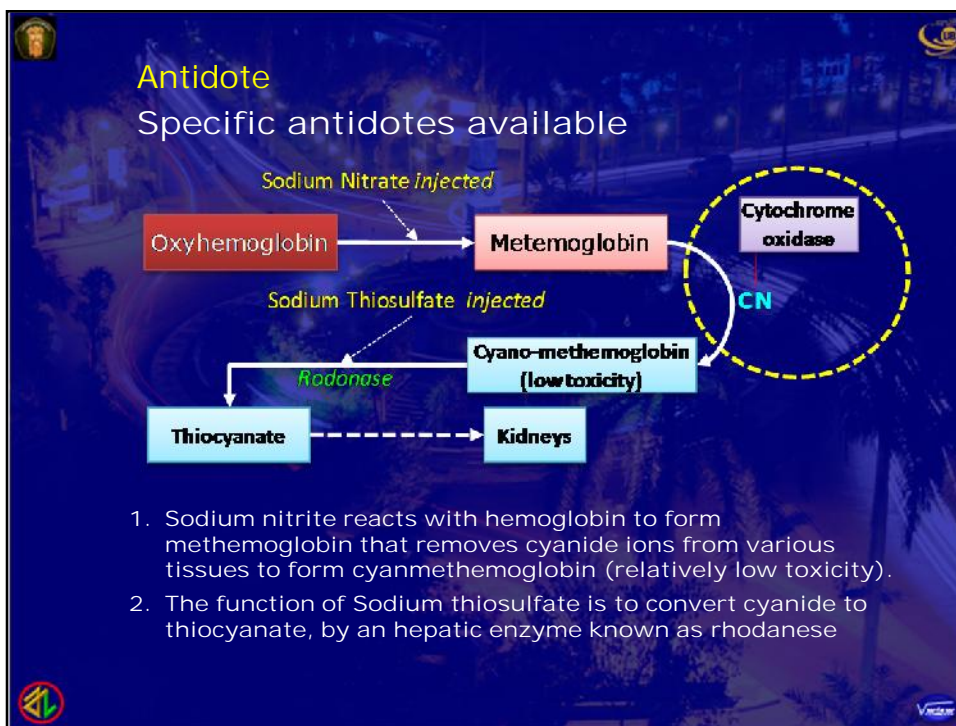 Antidote
Specific antidotes available
Sodium Nitrate injected
Oxyhemoglobin
Metemoglobin
Cytochrome
oxidase
CN
Sodium Thiosulfate injected
Cyano-methemoglobin
(low toxicity)
Rodonase
Thiocyanate
Kidneys
1. Sodium nitrite reacts with hemoglobin to form
methemoglobin that removes cyanide ions from various
tissues to form cyanmethemoglobin (relatively low toxicity).
2. The function of Sodium thiosulfate is to convert cyanide to
thiocyanate, by an hepatic enzyme known as rhodanese